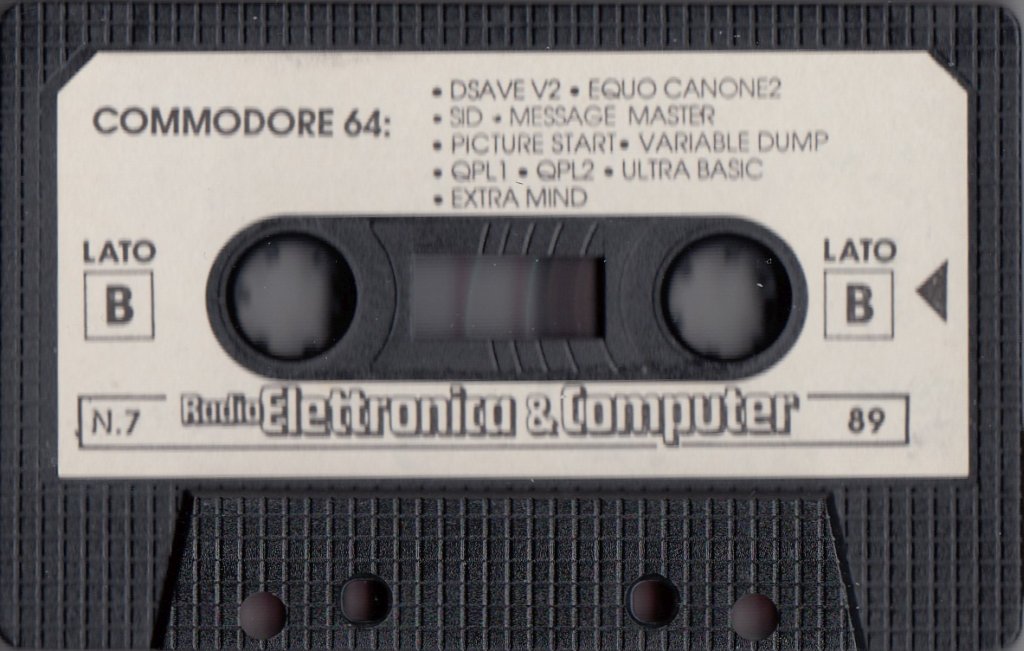 COMMODORE 64:
• DSAVE V2 • EQUO CANONE2
• SID • MESSAGE MASTER
• PICTURE START • VARIABLE DUMP
• QPL1 • QPL2 • ULTRA BASIC
• EXTRA MIND
LATO
B
LATO
B
N.7
Radio Elettronica & Computer
89